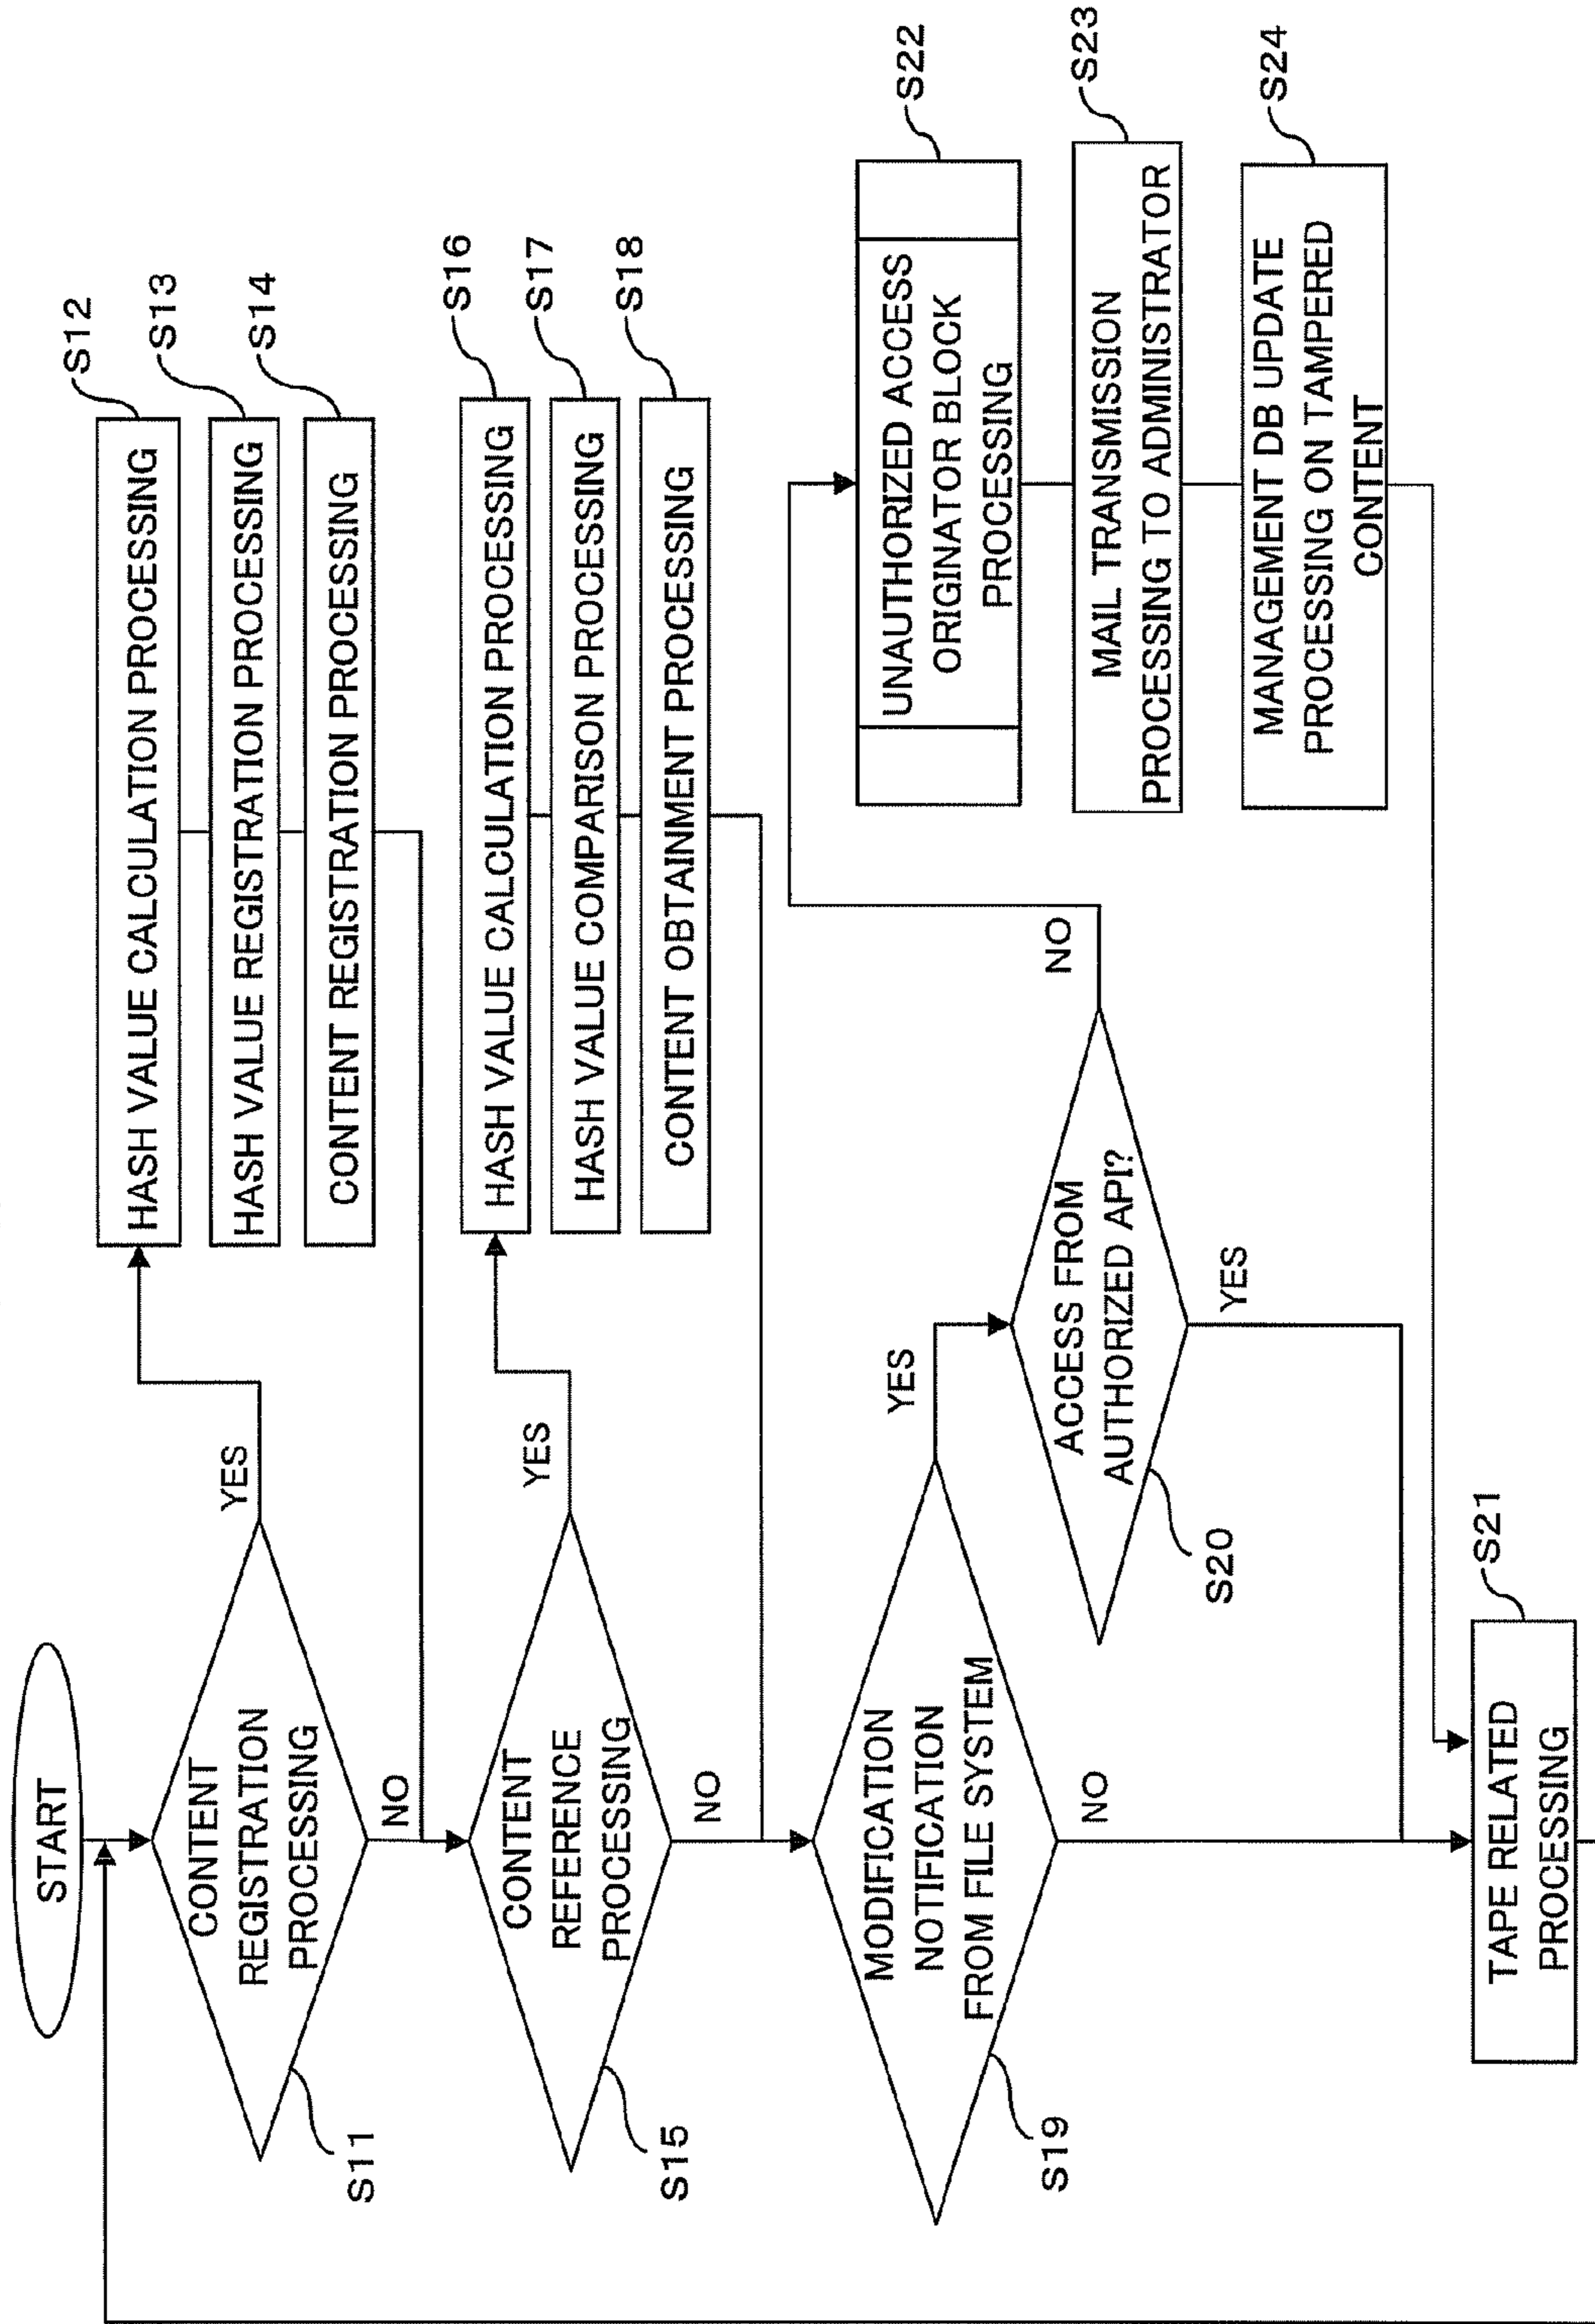 START
CONTENT
REGISTRATION
PROCESSING
S11
YES
NO
HASH VALUE CALCULATION PROCESSING
S12
HASH VALUE REGISTRATION PROCESSING
S13
CONTENT REGISTRATION PROCESSING
S14
CONTENT
REFERENCE
PROCESSING
S15
YES
NO
HASH VALUE CALCULATION PROCESSING
S16
HASH VALUE COMPARISON PROCESSING
S17
CONTENT OBTAINMENT PROCESSING
S18
MODIFICATION
NOTIFICATION
FROM FILE SYSTEM
S19
YES
NO
ACCESS FROM
AUTHORIZED API?
S20
NO
YES
UNAUTHORIZED ACCESS
ORIGINATOR BLOCK
PROCESSING
S22
MAIL TRANSMISSION
PROCESSING TO ADMINISTRATOR
S23
MANAGEMENT DB UPDATE
PROCESSING ON TAMPERED
CONTENT
S24
TAPE RELATED
PROCESSING
S21